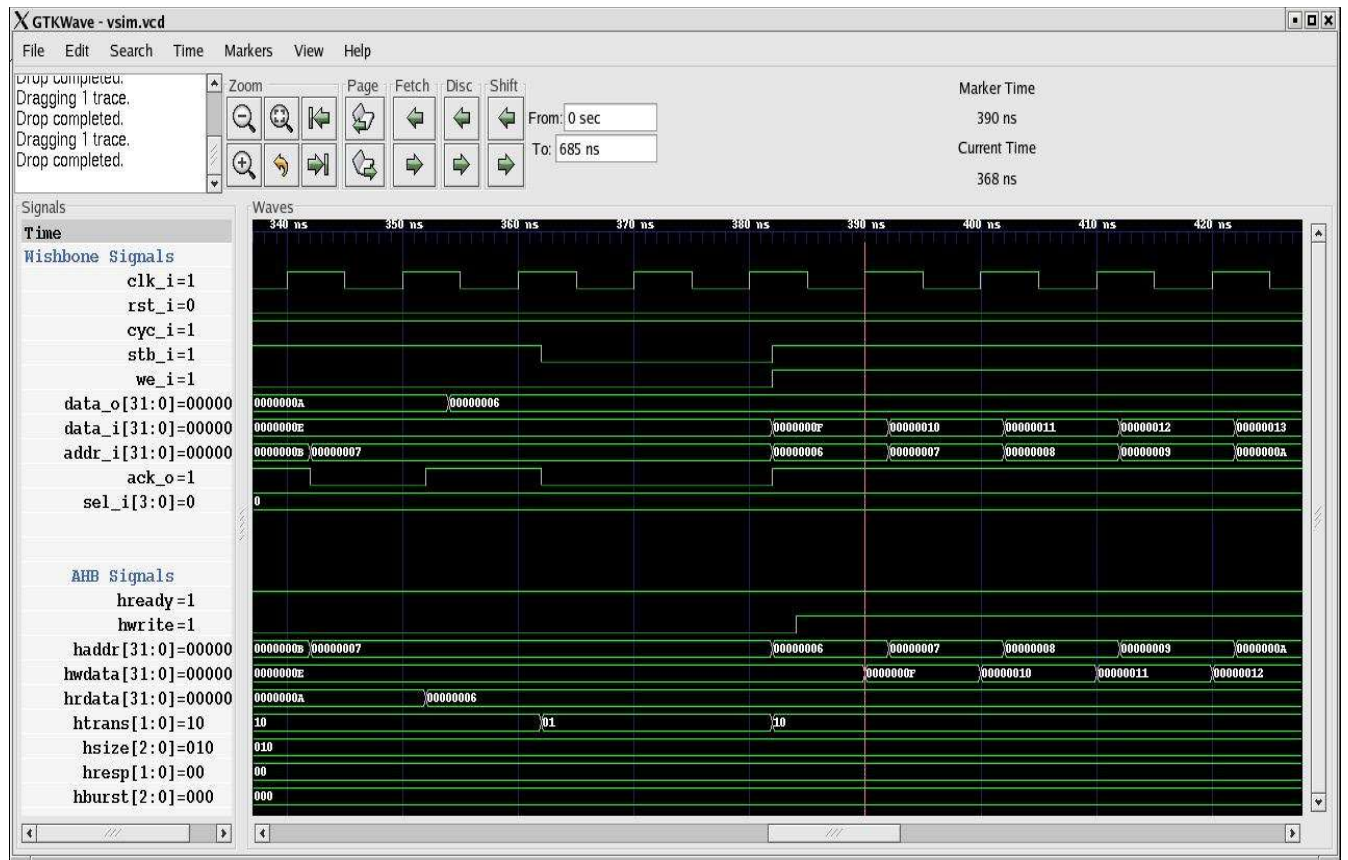 GTKWave - vsim.vcd
File Edit Search Time Markers View Help
Drop completed.
Dragging 1 trace.
Drop completed.
Dragging 1 trace.
Drop completed.
Zoom Page Fetch Disc Shift
From: 0 sec
To: 685 ns
Marker Time
390 ns
Current Time
368 ns
Signals
Waves
Time
340 ns 350 ns 360 ns 370 ns 380 ns 390 ns 400 ns 410 ns 420 ns
Wishbone Signals
clk_i=1
rst_i=0
cyc_i=1
stb_i=1
we_i=1
data_o[31:0]=00000 0000000A 00000006
data_i[31:0]=00000 0000000E 0000000F 00000010 00000011 00000012 00000013
addr_i[31:0]=00000 0000000B 00000007 00000006 00000007 00000008 00000009 0000000A
ack_o=1
sel_i[3:0]=0 0
AHB Signals
hready=1
hwrite=1
haddr[31:0]=00000 0000000B 00000007 00000006 00000007 00000008 00000009 0000000A
hwdata[31:0]=00000 0000000E 0000000F 00000010 00000011 00000012
hrdata[31:0]=00000 0000000A 00000006
htrans[1:0]=10 10 01 10
hsize[2:0]=010 010
hresp[1:0]=00 00
hburst[2:0]=000 000